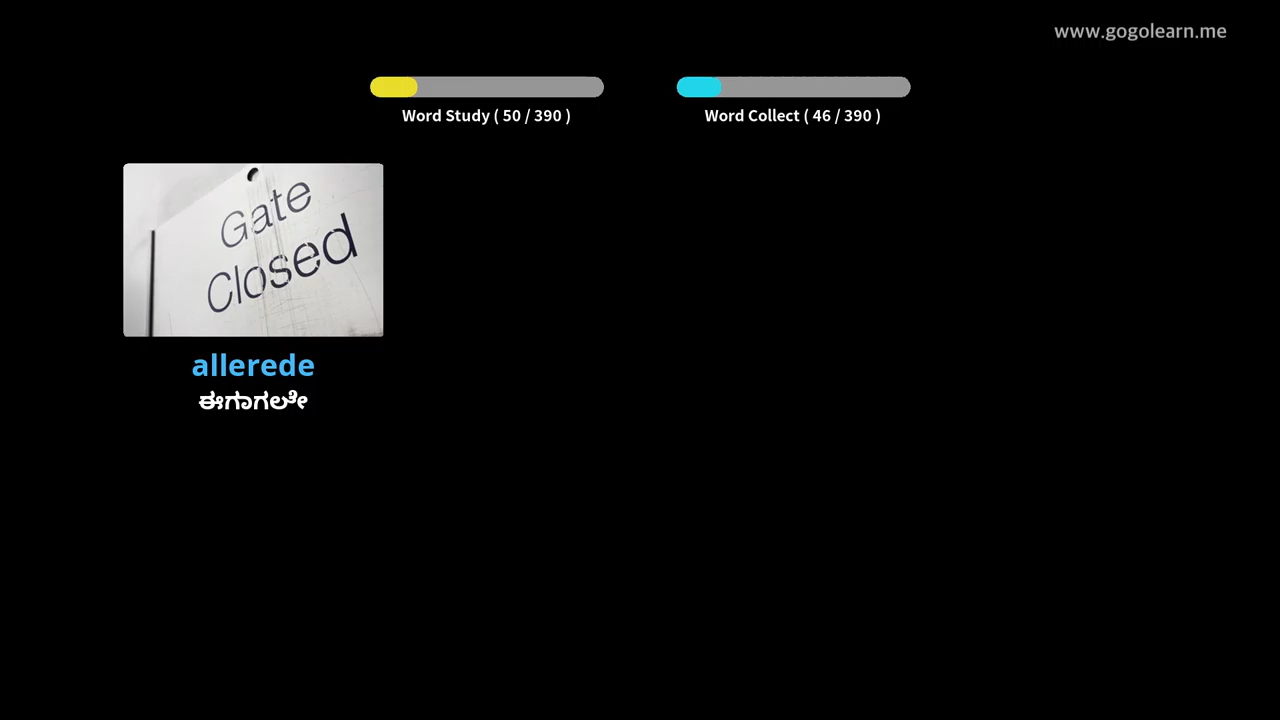 www.gogolearn.me
Word Study ( 50 / 390 )
Word Collect ( 46 / 390 )
Gate
Closed
allerede
ಈಗಾಗಲೇ